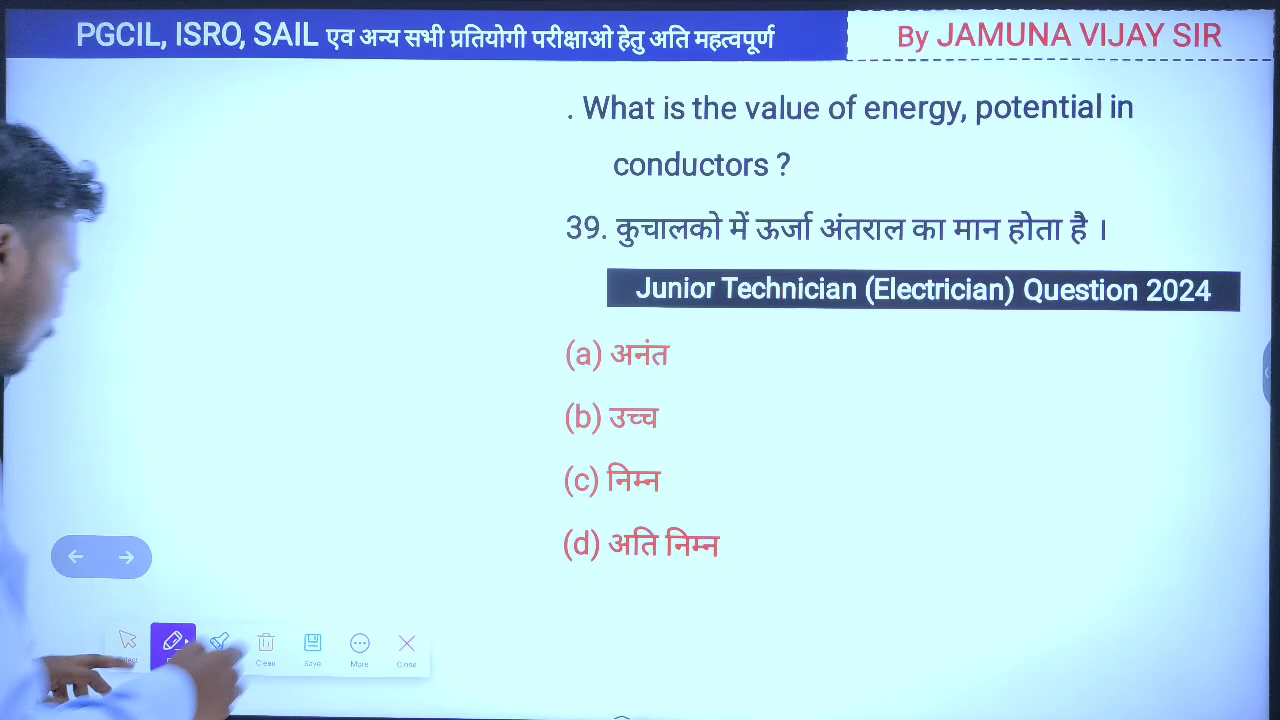 PGCIL, ISRO, SAIL एव अन्य सभी प्रतियोगी परीक्षाओ हेतु अति महत्वपूर्ण
By JAMUNA VIJAY SIR
. What is the value of energy, potential in
conductors ?
39. कुचालको में ऊर्जा अंतराल का मान होता है ।
Junior Technician (Electrician) Question 2024
(a) अनंत
(b) उच्च
(c) निम्न
(d) अति निम्न
Clean
Save
More
Close